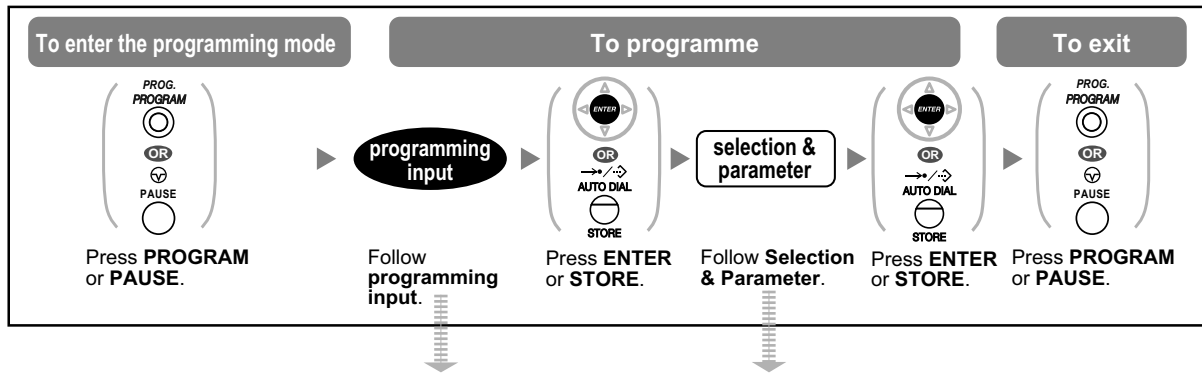 To enter the programming mode
To programme
To exit
PROG.
PROGRAM
OR
PAUSE
Press PROGRAM
or PAUSE.
programming
input
Follow
programming
input.
ENTER
OR
AUTO DIAL
STORE
Press ENTER
or STORE.
selection &
parameter
Follow Selection
& Parameter.
ENTER
OR
AUTO DIAL
STORE
Press ENTER
or STORE.
PROG.
PROGRAM
OR
PAUSE
Press PROGRAM
or PAUSE.